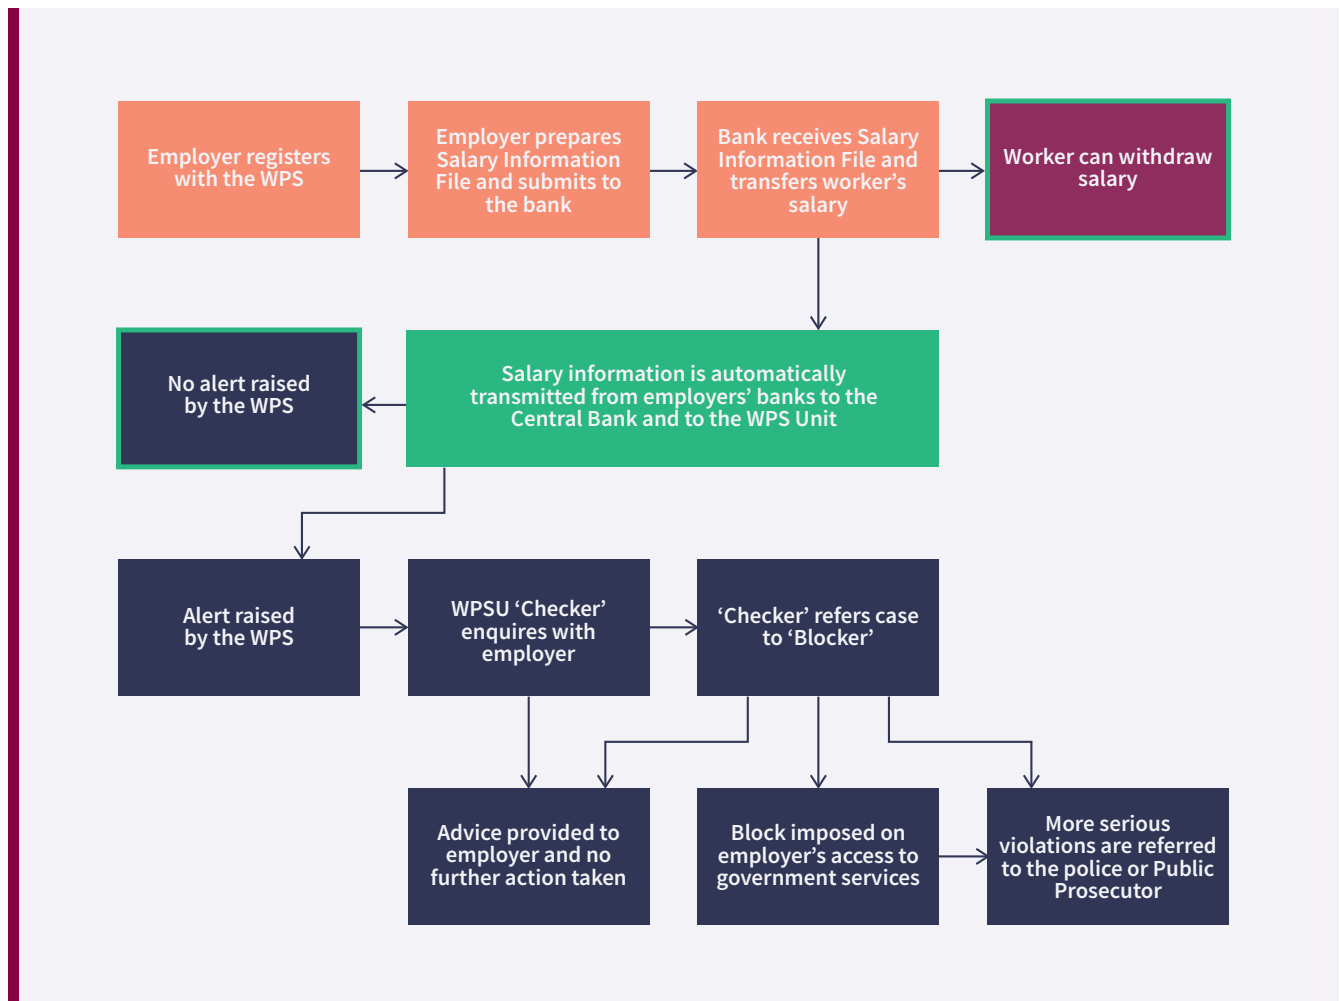 Employer registers
with the WPS
Employer prepares
Salary Information
File and submits to
the bank
Bank receives Salary
Information File and
transfers worker’s
salary
Worker can withdraw
salary
No alert raised
by the WPS
Salary information is automatically
transmitted from employers’ banks to the
Central Bank and to the WPS Unit
Alert raised
by the WPS
WPSU ‘Checker’
enquires with
employer
‘Checker’ refers case
to ‘Blocker’
Advice provided to
employer and no
further action taken
Block imposed on
employer’s access to
government services
More serious
violations are referred
to the police or Public
Prosecutor